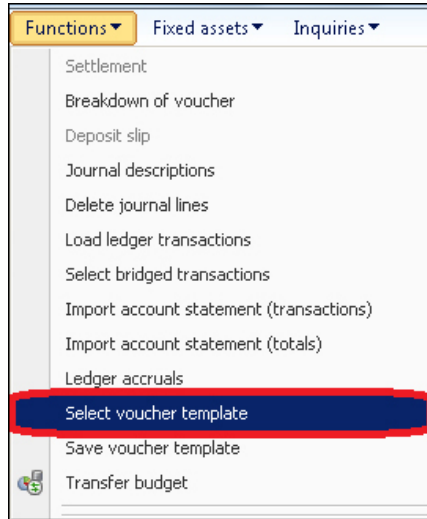 Functions Fixed assets Inquiries
Settlement
Breakdown of voucher
Deposit slip
Journal descriptions
Delete journal lines
Load ledger transactions
Select bridged transactions
Import account statement (transactions)
Import account statement (totals)
Ledger accruals
Select voucher template
Save voucher template
Transfer budget